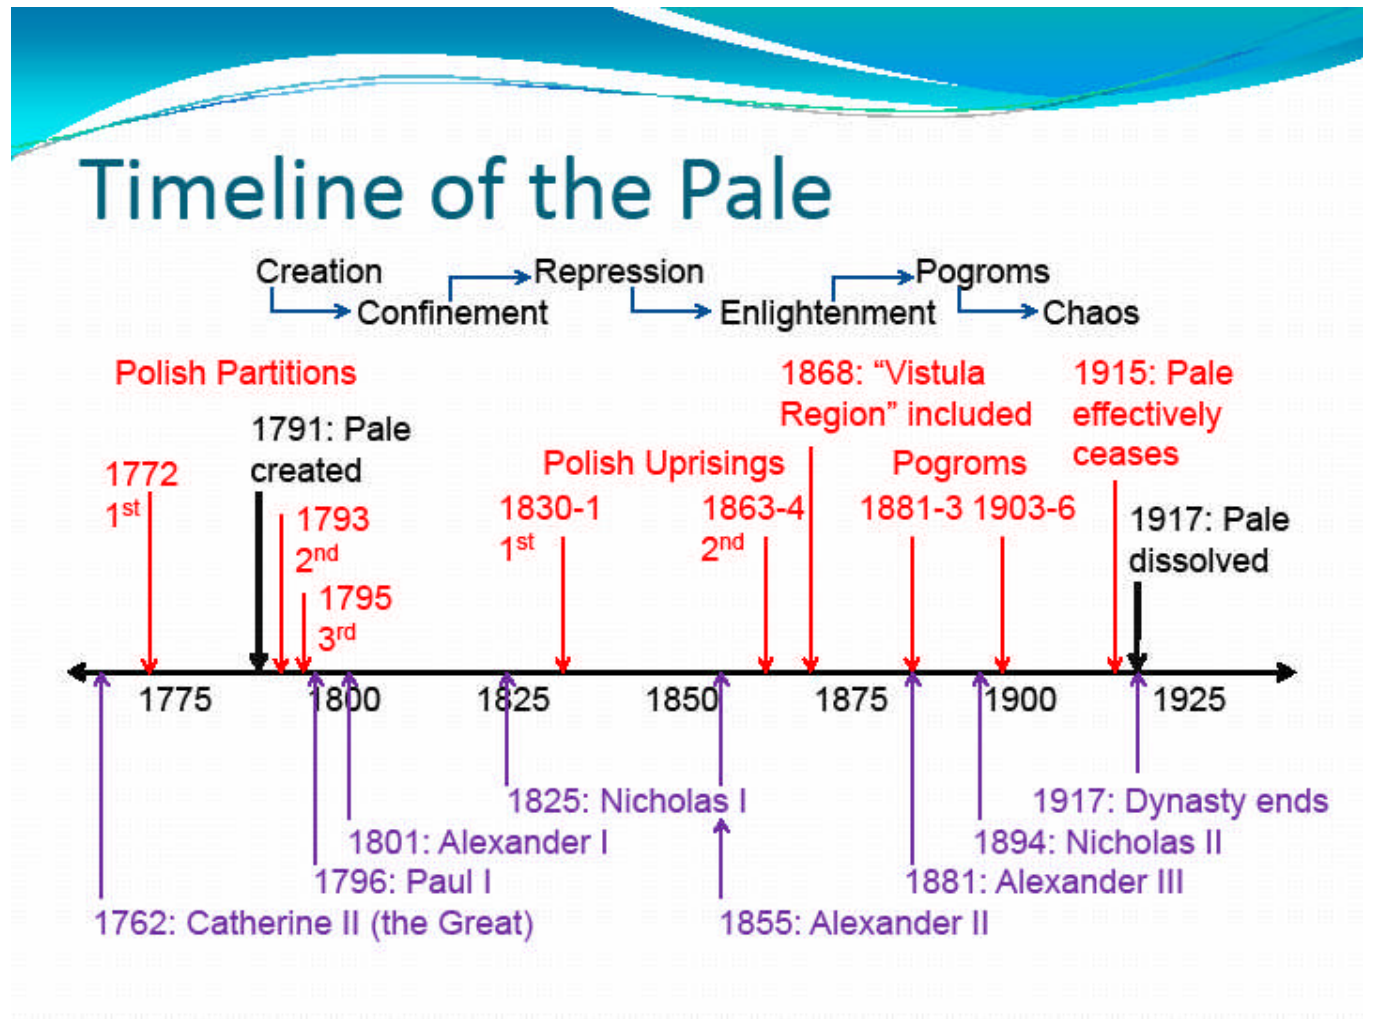 Timeline of the Pale
Creation
Repression
Pogroms
Confinement
Enlightenment
Chaos
Polish Partitions
1791: Pale
created
1772
1st
1793
2nd
1795
3rd
Polish Uprisings
1830-1
1st
1863-4
2nd
1868: “Vistula
Region” included
Pogroms
1881-3 1903-6
1915: Pale
effectively
ceases
1917: Pale
dissolved
1775 1800 1825 1850 1875 1900 1925
1825: Nicholas I
1917: Dynasty ends
1801: Alexander I
1894: Nicholas II
1796: Paul I
1881: Alexander III
1762: Catherine II (the Great)
1855: Alexander II